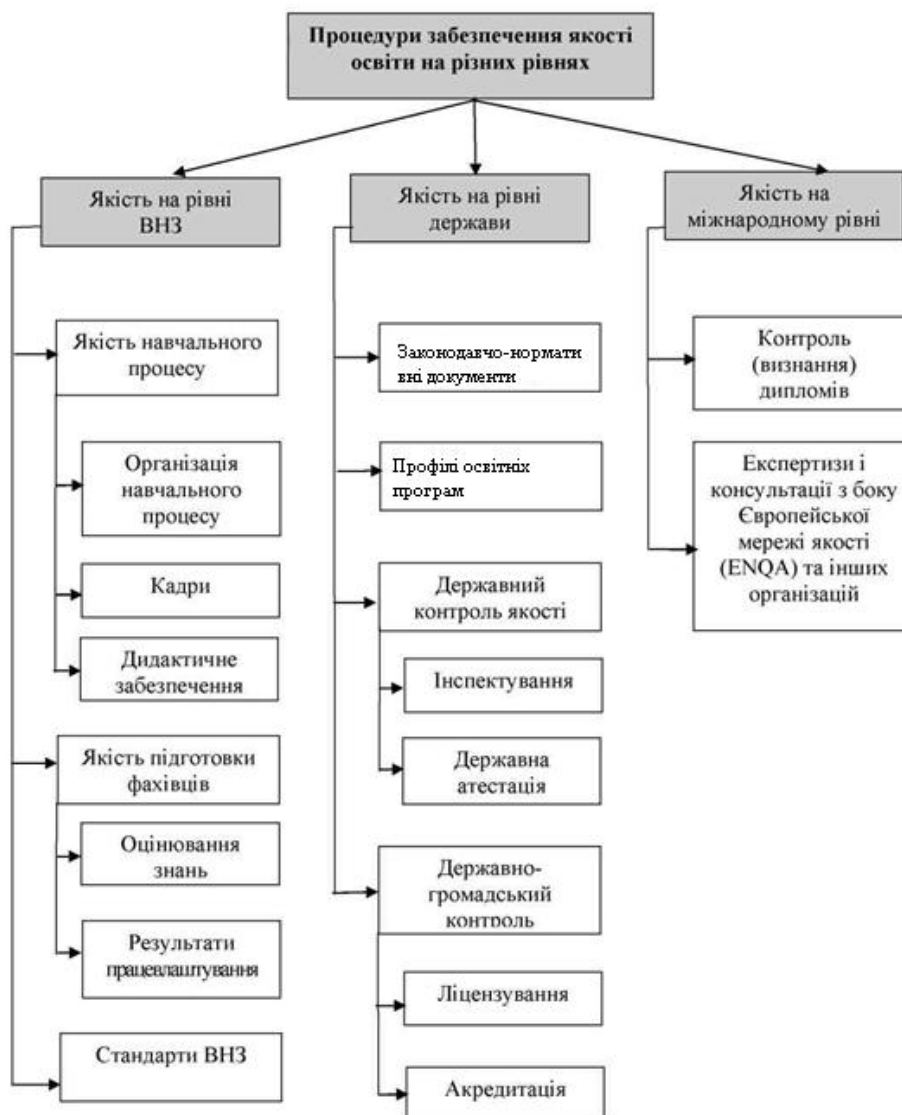 Процедури забезпечення якості
освіти на різних рівнях
Якість на рівні
ВНЗ
Якість навчального
процесу
Організація
навчального
процесу
Кадри
Дидактичне
забезпечення
Якість підготовки
фахівців
Оцінювання
знань
Результати
працевлаштування
Стандарти ВНЗ
Якість на рівні
держави
Законодавчо-нормати
вні документи
Профілі освітніх
програм
Державний
контроль якості
Інспектування
Державна
атестація
Державно-
громадський
контроль
Ліцензування
Акредитація
Якість на
міжнародному рівні
Контроль
(визнання)
дипломів
Експертизи і
консультації з боку
Європейської
мережі якості
(ENQA) та інших
організацій